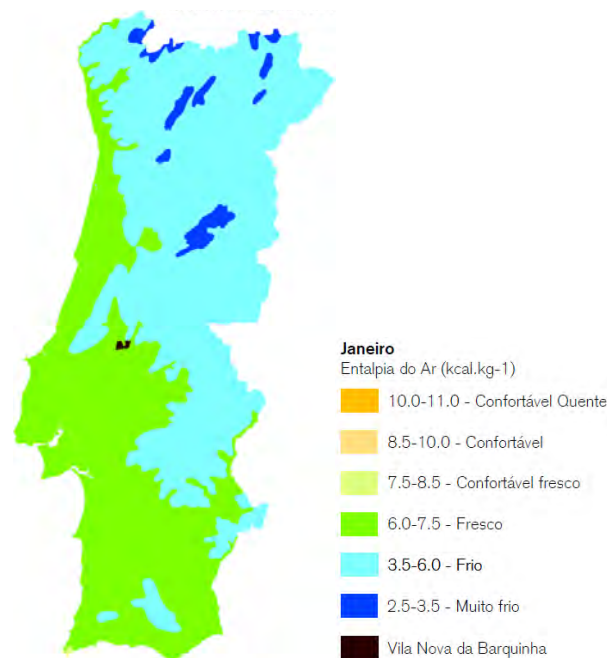 Janeiro
Entalpia do Ar (kcal.kg-1)
10.0-11.0 - Confortável Quente
8.5-10.0 - Confortável
7.5-8.5 - Confortável fresco
6.0-7.5 - Fresco
3.5-6.0 - Frio
2.5-3.5 - Muito frio
Vila Nova da Barquinha